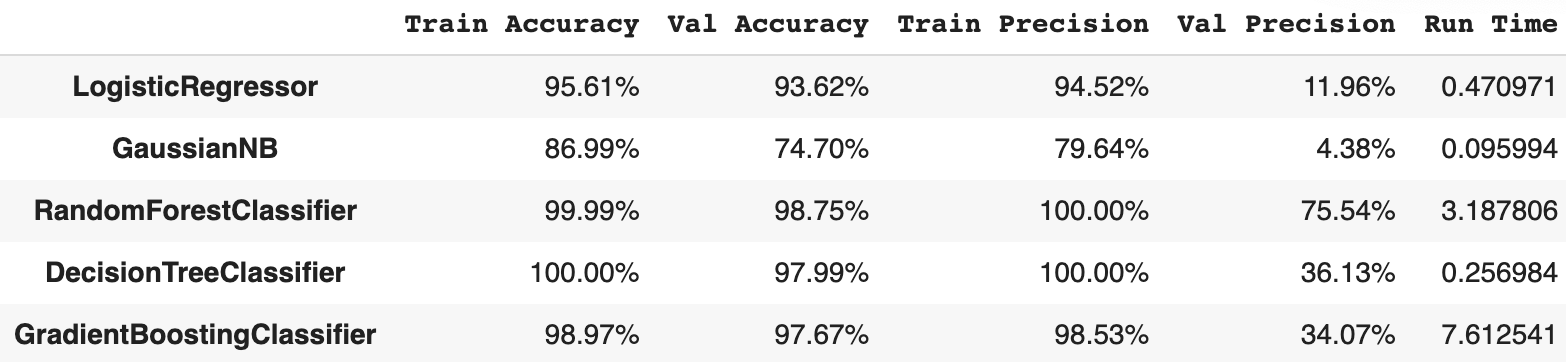 Train Accuracy Val Accuracy Train Precision Val Precision Run Time
LogisticRegressor 95.61% 93.62% 94.52% 11.96% 0.470971
GaussianNB 86.99% 74.70% 79.64% 4.38% 0.095994
RandomForestClassifier 99.99% 98.75% 100.00% 75.54% 3.187806
DecisionTreeClassifier 100.00% 97.99% 100.00% 36.13% 0.256984
GradientBoostingClassifier 98.97% 97.67% 98.53% 34.07% 7.612541